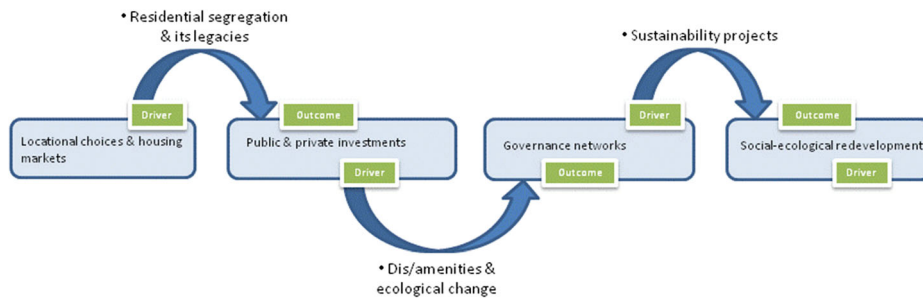 • Residential segregation
& its legacies
• Sustainability projects
Driver
Outcome
Driver
Outcome
Locational choices & housing
markets
Public & private investments
Governance networks
Social-ecological redevelopment
Driver
Outcome
Driver
• Dis/amenities &
ecological change